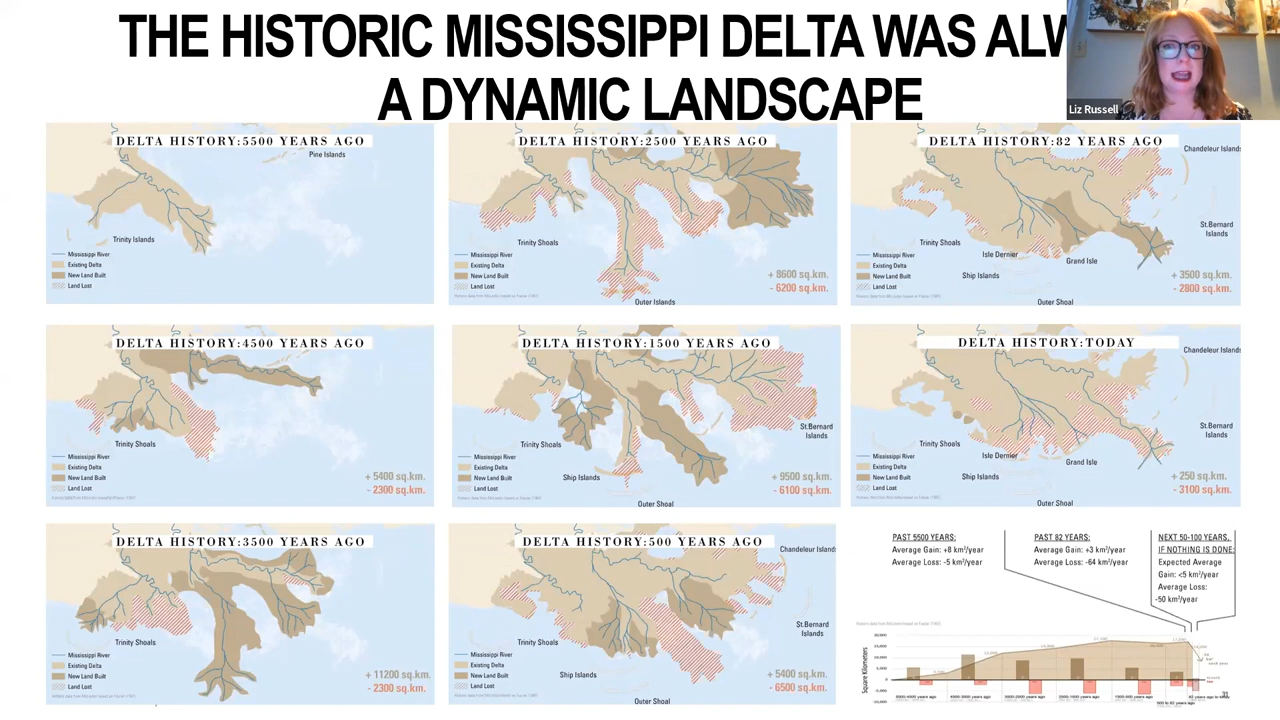 THE HISTORIC MISSISSIPPI DELTA WAS ALW
A DYNAMIC LANDSCAPE
Liz Russell
DELTA HISTORY:5500 YEARS AGO
Pine Islands
Trinity Islands
Mississippi River
Existing Delta
New Land Built
Land Lost
DELTA HISTORY:2500 YEARS AGO
Trinity Shoals
Mississippi River
Existing Delta
New Land Built
Land Lost
Outer Islands
+ 8600 sq.km.
- 6200 sq.km.
DELTA HISTORY:82 YEARS AGO
Chandeleur Islands
St.Bernard
Islands
Trinity Shoals
Isle Dernier
Grand Isle
Ship Islands
Outer Shoal
Mississippi River
Existing Delta
New Land Built
Land Lost
+ 3500 sq.km.
- 2800 sq.km.
DELTA HISTORY:4500 YEARS AGO
Trinity Shoals
Mississippi River
Existing Delta
New Land Built
Land Lost
+ 5400 sq.km.
- 2300 sq.km.
DELTA HISTORY:1500 YEARS AGO
St.Bernard
Islands
Trinity Shoals
Ship Islands
Outer Shoal
Mississippi River
Existing Delta
New Land Built
Land Lost
+ 9500 sq.km.
- 6100 sq.km.
DELTA HISTORY:TODAY
Chandeleur Islands
St.Bernard
Islands
Trinity Shoals
Isle Dernier
Grand Isle
Ship Islands
Outer Shoal
Mississippi River
Existing Delta
New Land Built
Land Lost
+ 250 sq.km.
- 3100 sq.km.
DELTA HISTORY:3500 YEARS AGO
Trinity Shoals
Mississippi River
Existing Delta
New Land Built
Land Lost
+ 11200 sq.km.
- 2300 sq.km.
DELTA HISTORY:500 YEARS AGO
Chandeleur Islands
St.Bernard
Islands
Trinity Shoals
Ship Islands
Outer Shoal
Mississippi River
Existing Delta
New Land Built
Land Lost
+ 5400 sq.km.
- 6500 sq.km.
PAST 5500 YEARS:
Average Gain: +8 km²/year
Average Loss: -5 km²/year
PAST 82 YEARS:
Average Gain: +3 km²/year
Average Loss: -64 km²/year
NEXT 50-100 YEARS,
IF NOTHING IS DONE:
Expected Average
Gain: <5 km²/year
Average Loss:
-50 km²/year
Square Kilometers
31